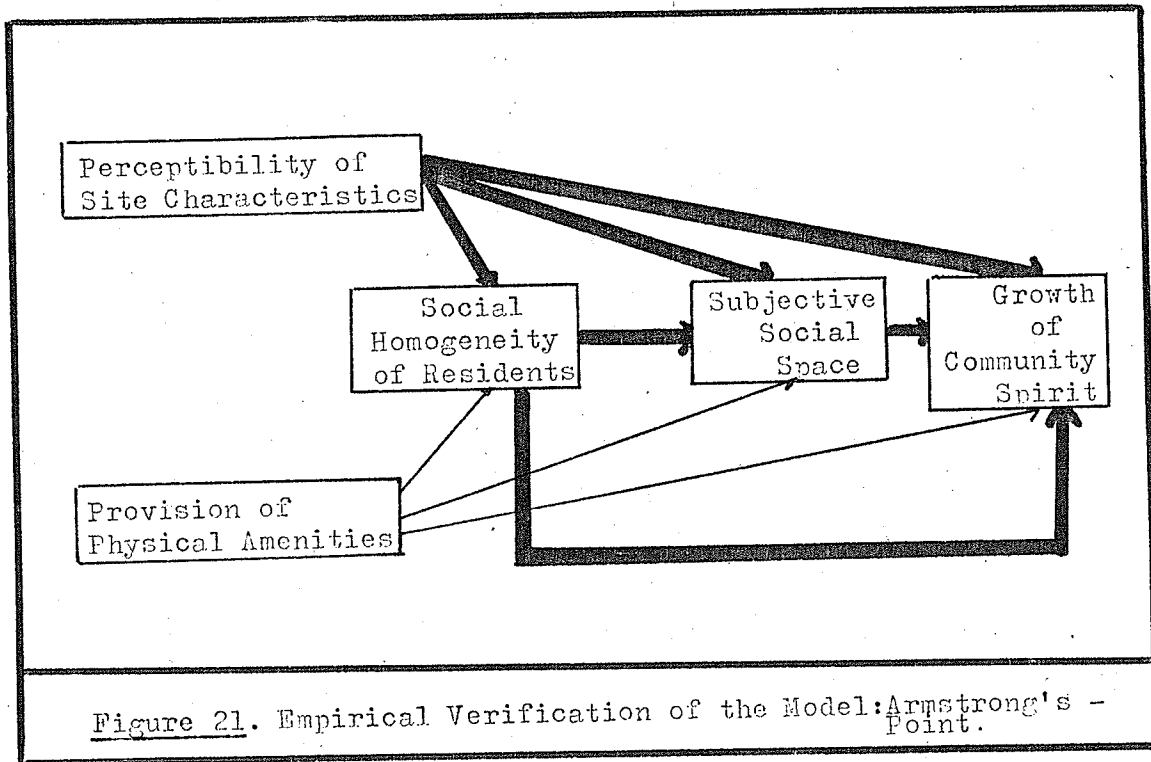 Perceptibility of
Site Characteristics
Social
Homogeneity
of Residents
Subjective
Social
Space
Growth
of
Community
Spirit
Provision of
Physical Amenities
Figure 21. Empirical Verification of the Model:Armstrong's -
Point.